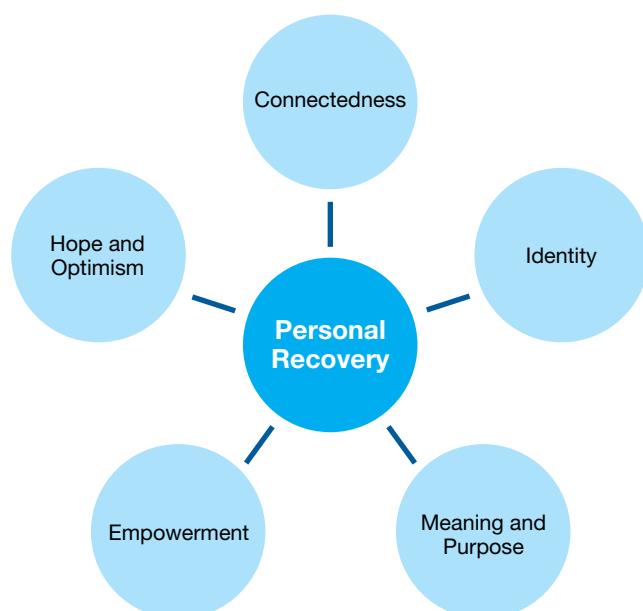 Connectedness
Hope and
Optimism
Identity
Personal
Recovery
Empowerment
Meaning and
Purpose